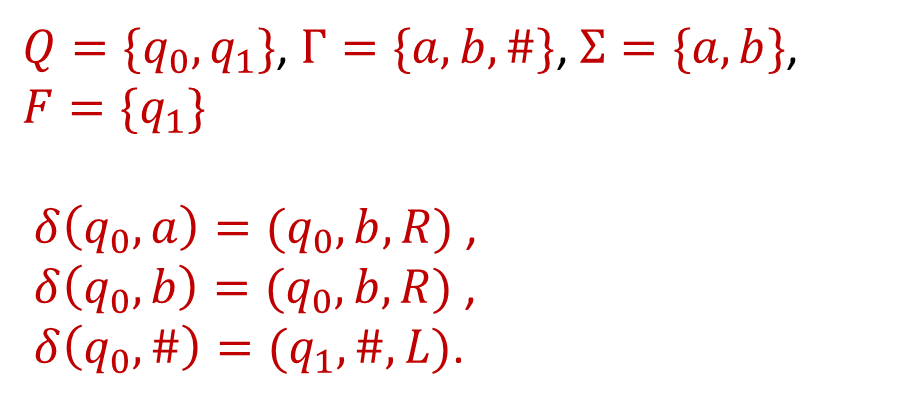 𝑄 = {𝑞₀, 𝑞₁}, Γ = {𝑎, 𝑏, #}, Σ = {𝑎, 𝑏},
𝐹 = {𝑞₁}
𝛿(𝑞₀, 𝑎) = (𝑞₀, 𝑏, 𝑅) ,
𝛿(𝑞₀, 𝑏) = (𝑞₀, 𝑏, 𝑅) ,
𝛿(𝑞₀, #) = (𝑞₁, #, 𝐿).